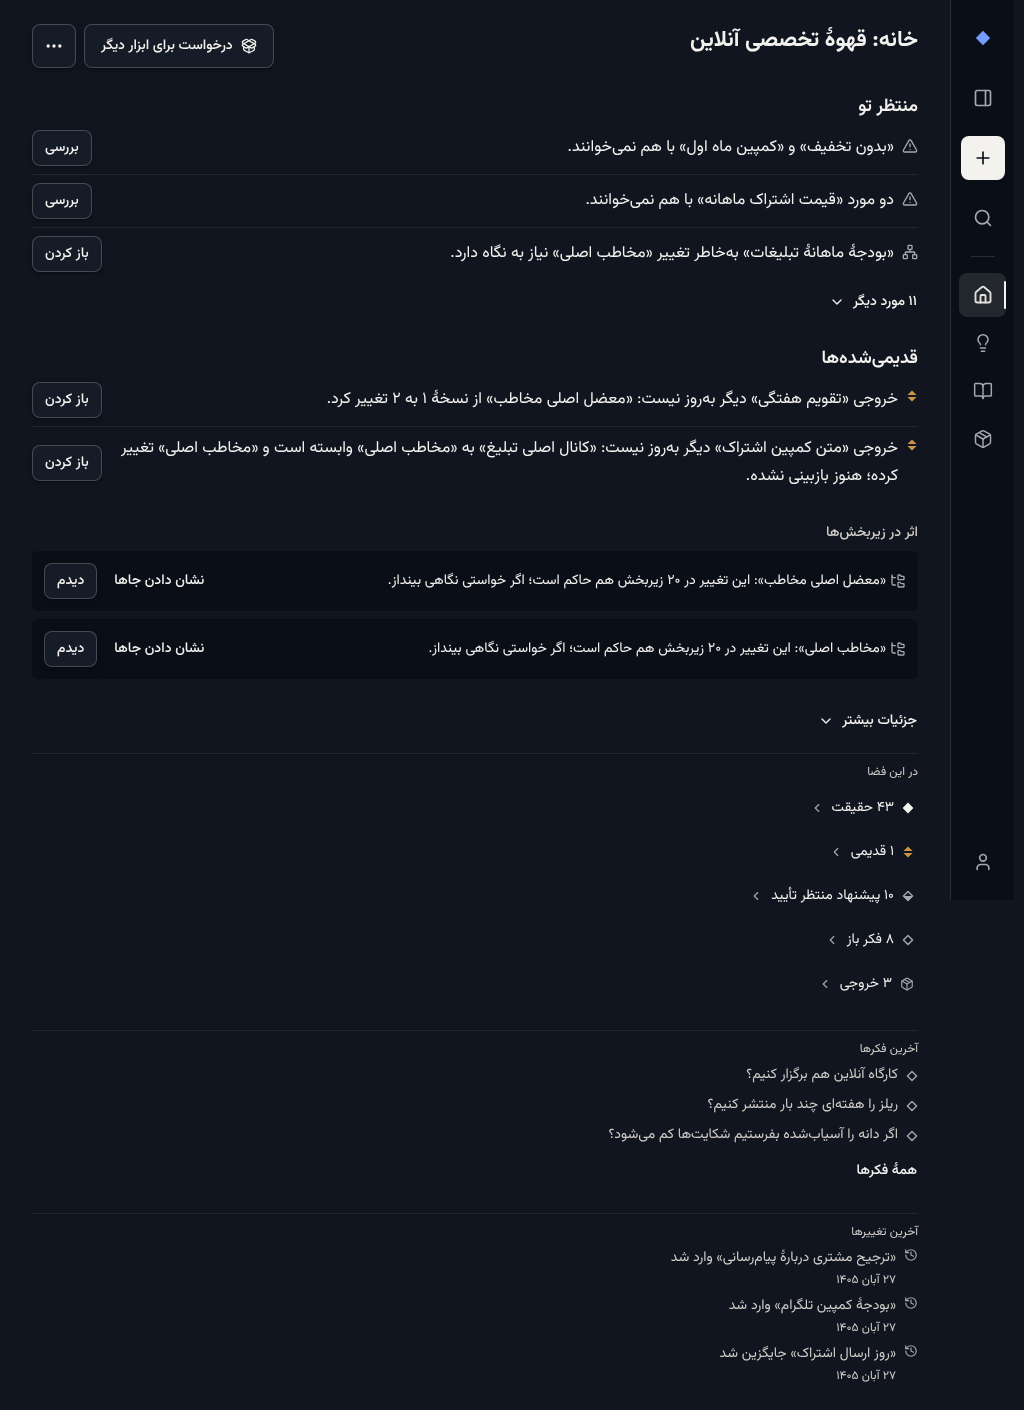 خانه: قهوهٔ تخصصی آنلاین
درخواست برای ابزار دیگر
منتظر تو
«بدون تخفیف» و «کمپین ماه اول» با هم نمی‌خوانند.
بررسی
دو مورد «قیمت اشتراک ماهانه» با هم نمی‌خوانند.
بررسی
«بودجهٔ ماهانهٔ تبلیغات» به‌خاطر تغییر «مخاطب اصلی» نیاز به نگاه دارد.
باز کردن
۱۱ مورد دیگر
قدیمی‌شده‌ها
خروجی «تقویم هفتگی» دیگر به‌روز نیست: «معضل اصلی مخاطب» از نسخهٔ ۱ به ۲ تغییر کرد.
باز کردن
خروجی «متن کمپین اشتراک» دیگر به‌روز نیست: «کانال اصلی تبلیغ» به «مخاطب اصلی» وابسته است و «مخاطب اصلی» تغییر
کرده؛ هنوز بازبینی نشده.
باز کردن
اثر در زیربخش‌ها
«معضل اصلی مخاطب»: این تغییر در ۲۰ زیربخش هم حاکم است؛ اگر خواستی نگاهی بینداز.
نشان دادن جاها
دیدم
«مخاطب اصلی»: این تغییر در ۲۰ زیربخش هم حاکم است؛ اگر خواستی نگاهی بینداز.
نشان دادن جاها
دیدم
جزئیات بیشتر
در این فضا
۴۳ حقیقت
۱ قدیمی
۱۰ پیشنهاد منتظر تأیید
۸ فکر باز
۳ خروجی
آخرین فکرها
کارگاه آنلاین هم برگزار کنیم؟
ریلز را هفته‌ای چند بار منتشر کنیم؟
اگر دانه را آسیاب‌شده بفرستیم شکایت‌ها کم می‌شود؟
همهٔ فکرها
آخرین تغییرها
«ترجیح مشتری دربارهٔ پیام‌رسانی» وارد شد
۲۷ آبان ۱۴۰۵
«بودجهٔ کمپین تلگرام» وارد شد
۲۷ آبان ۱۴۰۵
«روز ارسال اشتراک» جایگزین شد
۲۷ آبان ۱۴۰۵